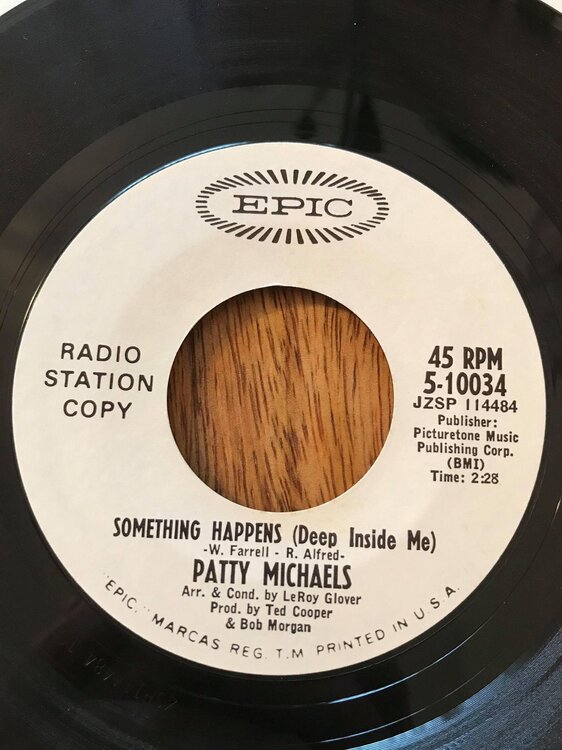 EPIC
RADIO
STATION
COPY
45 RPM
5-10034
JZSP 114484
Publisher:
Picturetone Music
Publishing Corp.
(BMI)
Time: 2:28
SOMETHING HAPPENS (Deep Inside Me)
-W. Farrell - R. Alfred-
PATTY MICHAELS
Arr. & Cond. by LeRoy Glover
Prod. by Ted Cooper
& Bob Morgan
"EPIC," MARCAS REG. T.M PRINTED IN U.S.A.